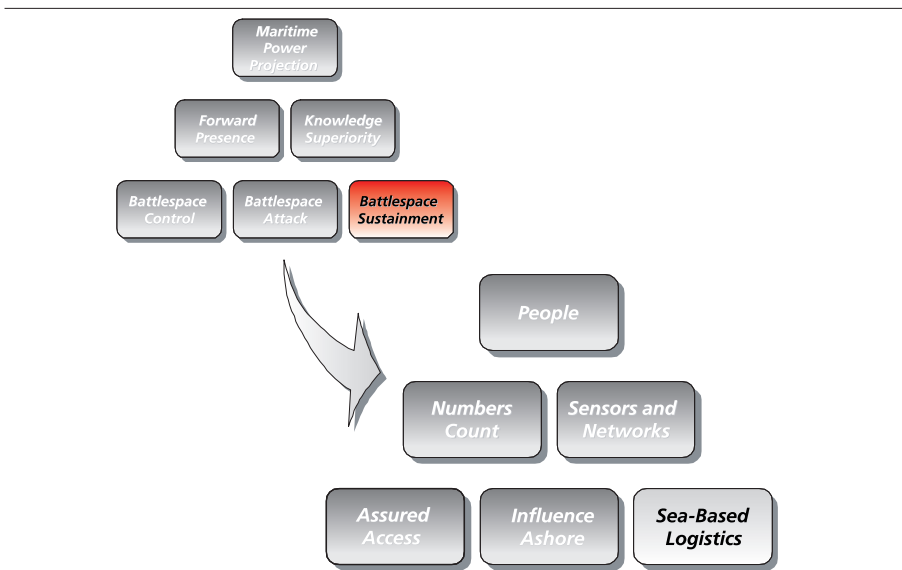 Maritime
Power
Projection
Forward
Presence
Knowledge
Superiority
Battlespace
Control
Battlespace
Attack
Battlespace
Sustainment
People
Numbers
Count
Sensors and
Networks
Assured
Access
Influence
Ashore
Sea-Based
Logistics